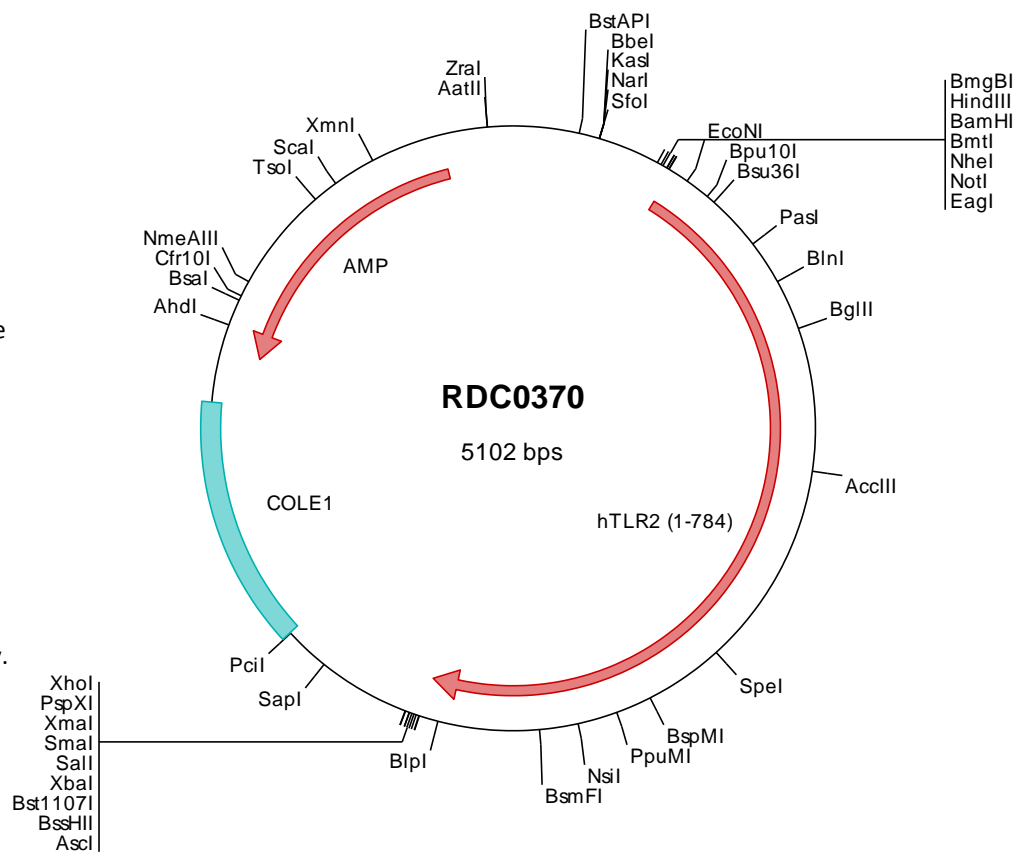 BstAPI
BbeI
KasI
NarI
SfoI
ZraI
AatII
XmnI
ScaI
TsoI
NmeAIII
Cfr10I
BsaI
AhdI
EcoNI
Bpu10I
Bsu36I
BmgBI
HindIII
BamHI
BmtI
NheI
NotI
EagI
PasI
BlnI
BglII
AccIII
AMP
RDC0370
5102 bps
COLE1
hTLR2 (1-784)
PciI
SapI
SpeI
BspMI
PpuMI
NsiI
BsmFI
BlpI
XhoI
PspXI
XmaI
SmaI
SalI
XbaI
Bst1107I
BssHII
AscI